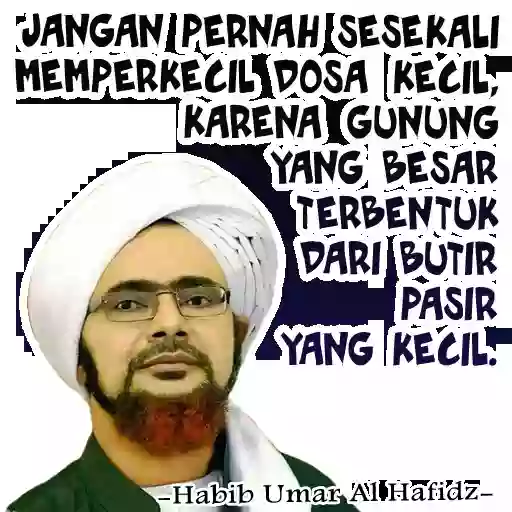 JANGAN PERNAH SESEKALI
MEMPERKECIL DOSA KECIL,
KARENA GUNUNG
YANG BESAR
TERBENTUK
DARI BUTIR
PASIR
YANG KECIL.
-Habib Umar Al Hafidz-